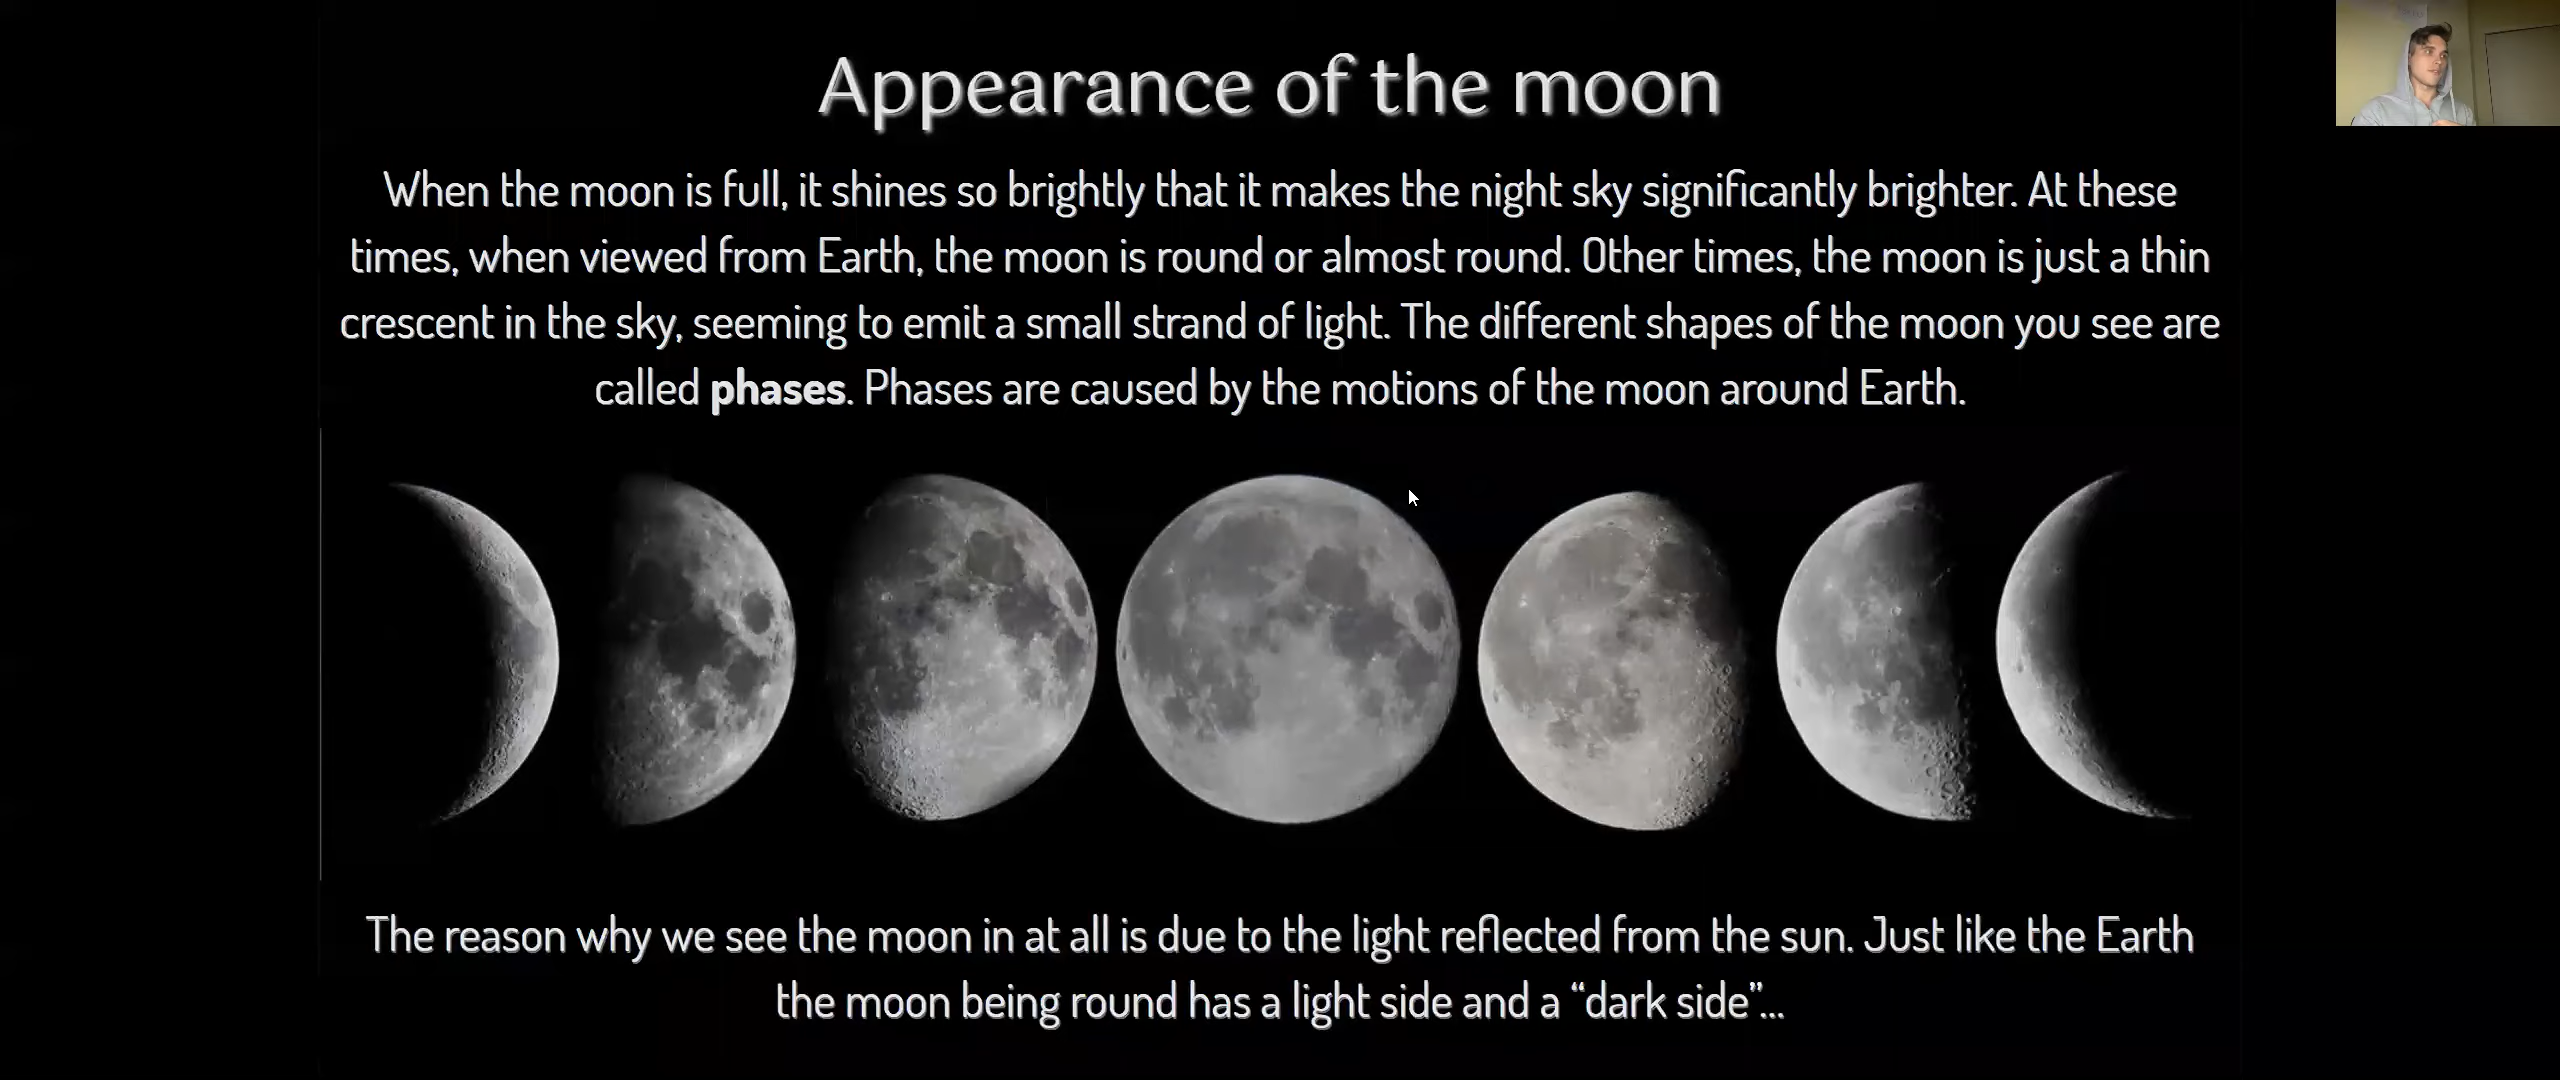 Appearance of the moon
When the moon is full, it shines so brightly that it makes the night sky significantly brighter. At these
times, when viewed from Earth, the moon is round or almost round. Other times, the moon is just a thin
crescent in the sky, seeming to emit a small strand of light. The different shapes of the moon you see are
called phases. Phases are caused by the motions of the moon around Earth.
The reason why we see the moon in at all is due to the light reflected from the sun. Just like the Earth
the moon being round has a light side and a “dark side”...